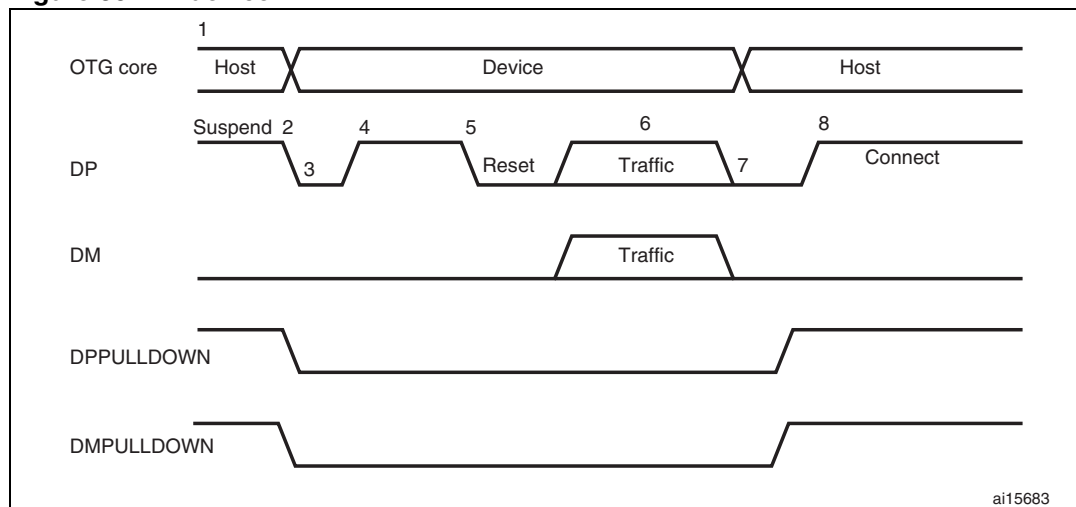 1
OTG core Host Device Host
Suspend 2 4 5 6 8
DP 3 Reset Traffic 7 Connect
DM Traffic
DPPULLDOWN
DMPULLDOWN
ai15683